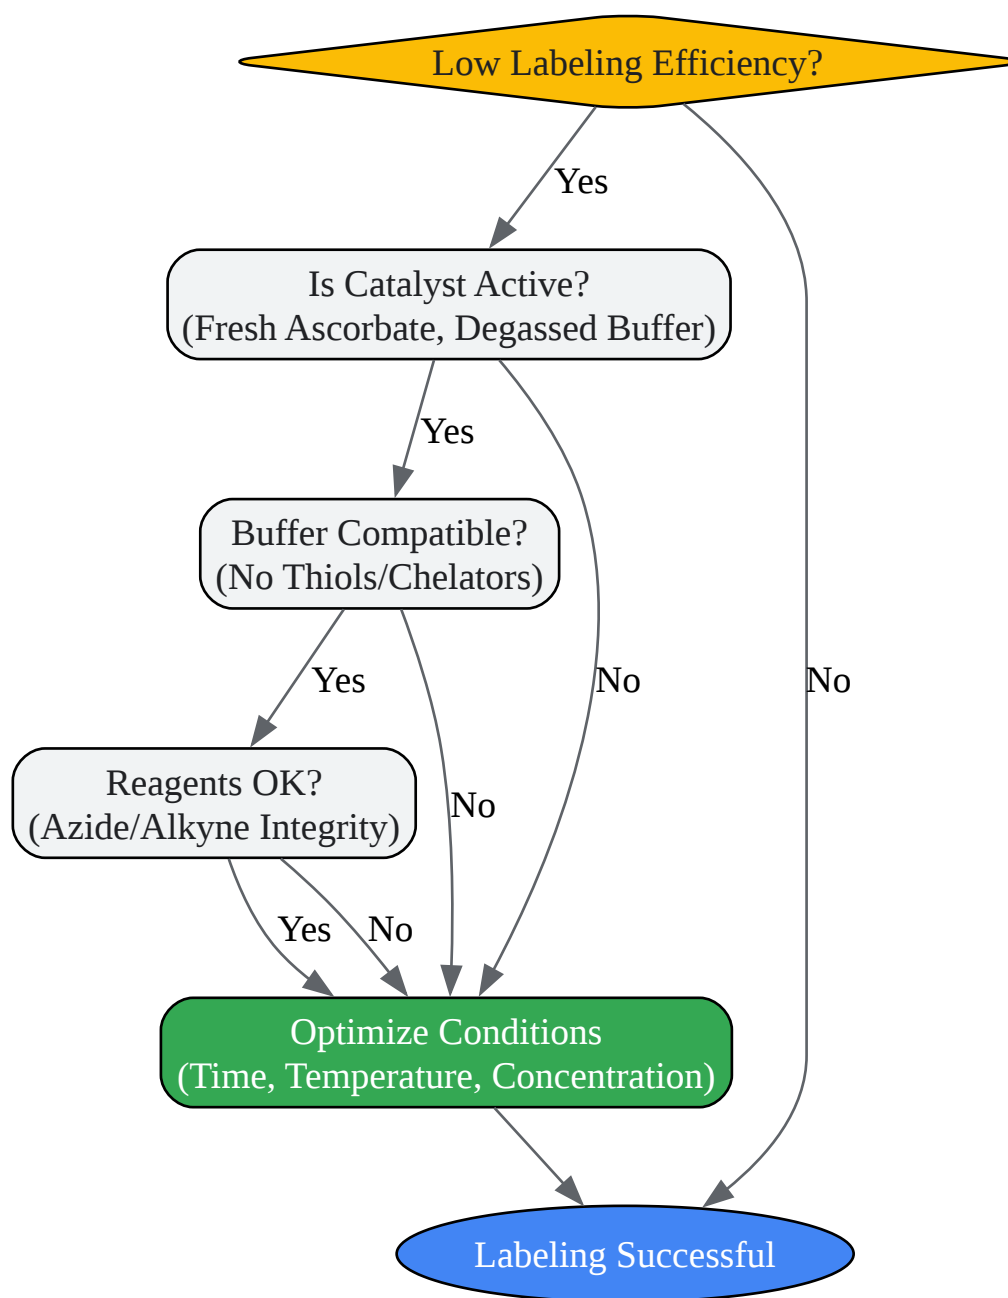 Low Labeling Efficiency?
Yes
Is Catalyst Active?
(Fresh Ascorbate, Degassed Buffer)
Yes
Buffer Compatible?
(No Thiols/Chelators)
Yes
No
No
Reagents OK?
(Azide/Alkyne Integrity)
No
Yes
No
Optimize Conditions
(Time, Temperature, Concentration)
Labeling Successful